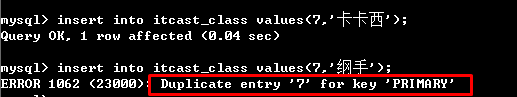 mysql> insert into itcast_class values(7,'卡卡西');
Query OK, 1 row affected (0.04 sec)
mysql> insert into itcast_class values(7,'纲手');
ERROR 1062 (23000): Duplicate entry '7' for key 'PRIMARY'